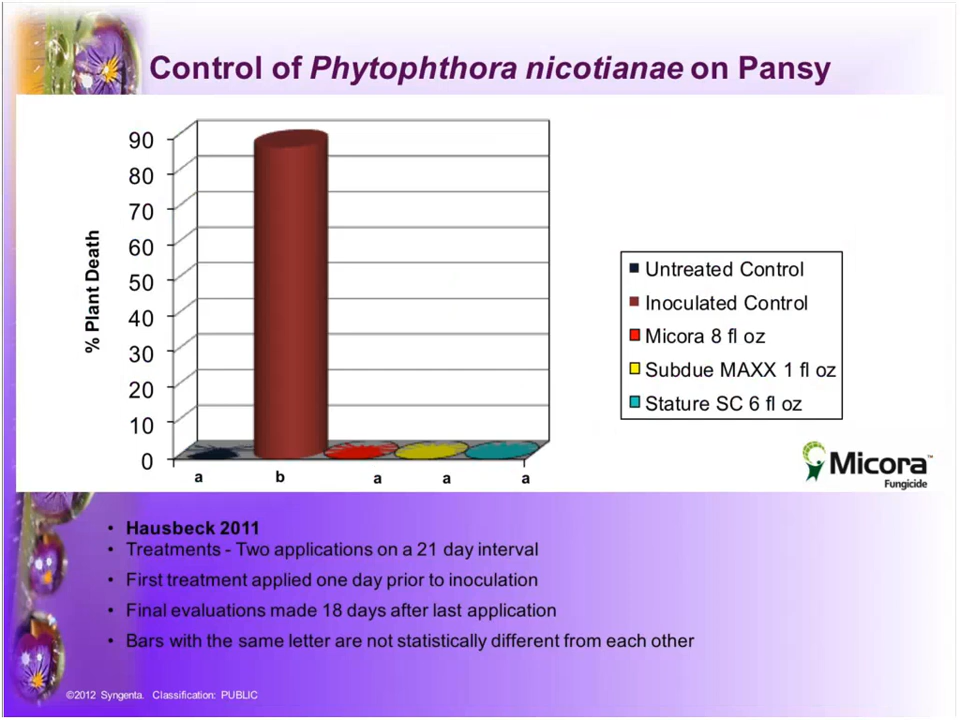 Control of Phytophthora nicotianae on Pansy
90
80
70
60
50
40
30
20
10
0
% Plant Death
a b a a a
Untreated Control
Inoculated Control
Micora 8 fl oz
Subdue MAXX 1 fl oz
Stature SC 6 fl oz
Micora™
Fungicide
• Hausbeck 2011
• Treatments - Two applications on a 21 day interval
• First treatment applied one day prior to inoculation
• Final evaluations made 18 days after last application
• Bars with the same letter are not statistically different from each other
©2012 Syngenta. Classification: PUBLIC